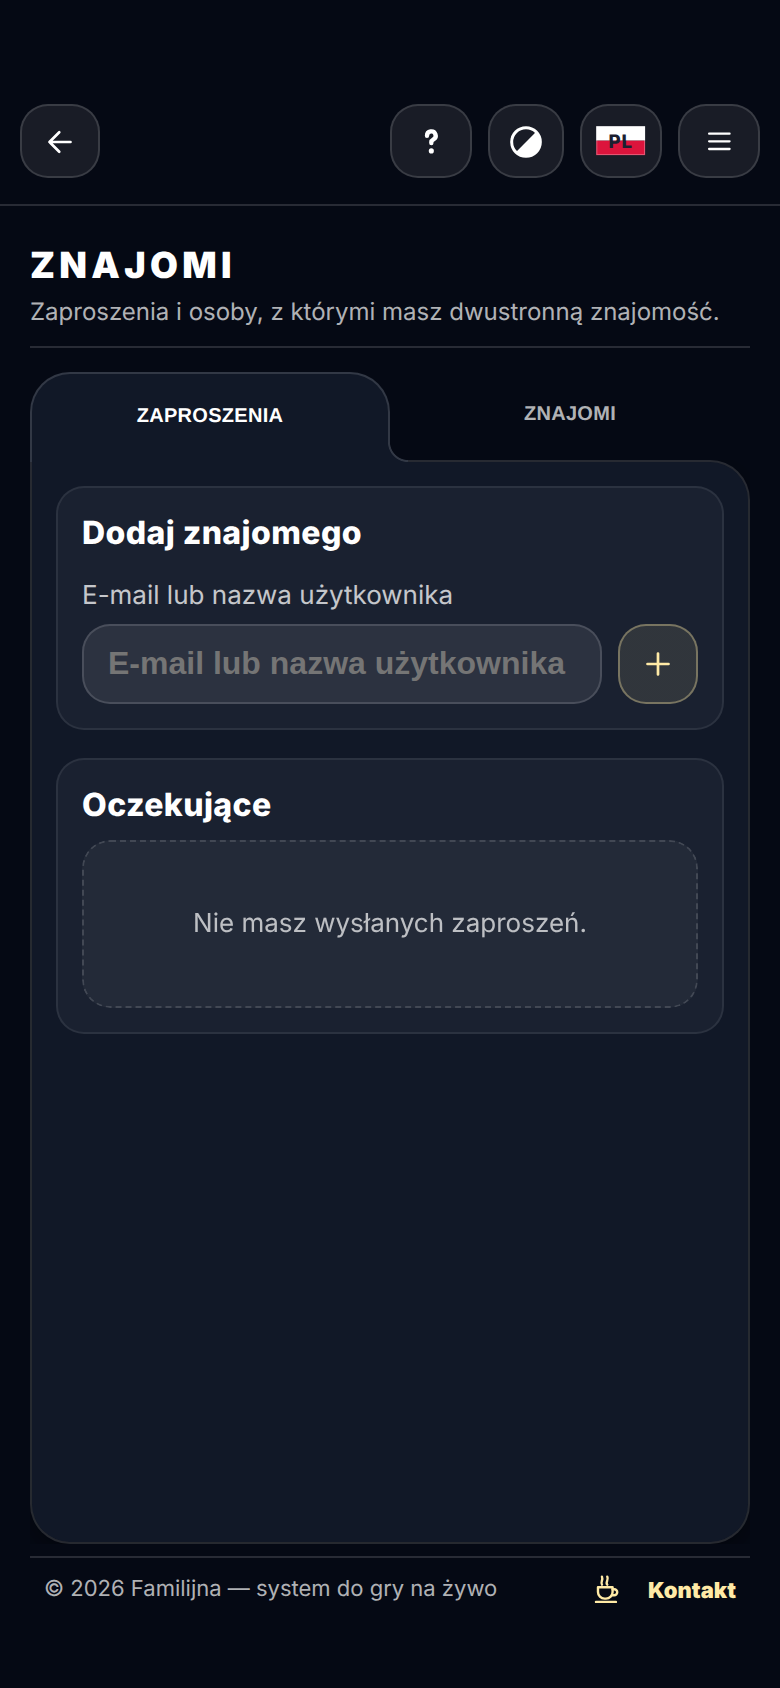 ?
PL
ZNAJOMI
Zaproszenia i osoby, z którymi masz dwustronną znajomość.
ZAPROSZENIA
ZNAJOMI
Dodaj znajomego
E-mail lub nazwa użytkownika
E-mail lub nazwa użytkownika
+
Oczekujące
Nie masz wysłanych zaproszeń.
© 2026 Familijna — system do gry na żywo
Kontakt